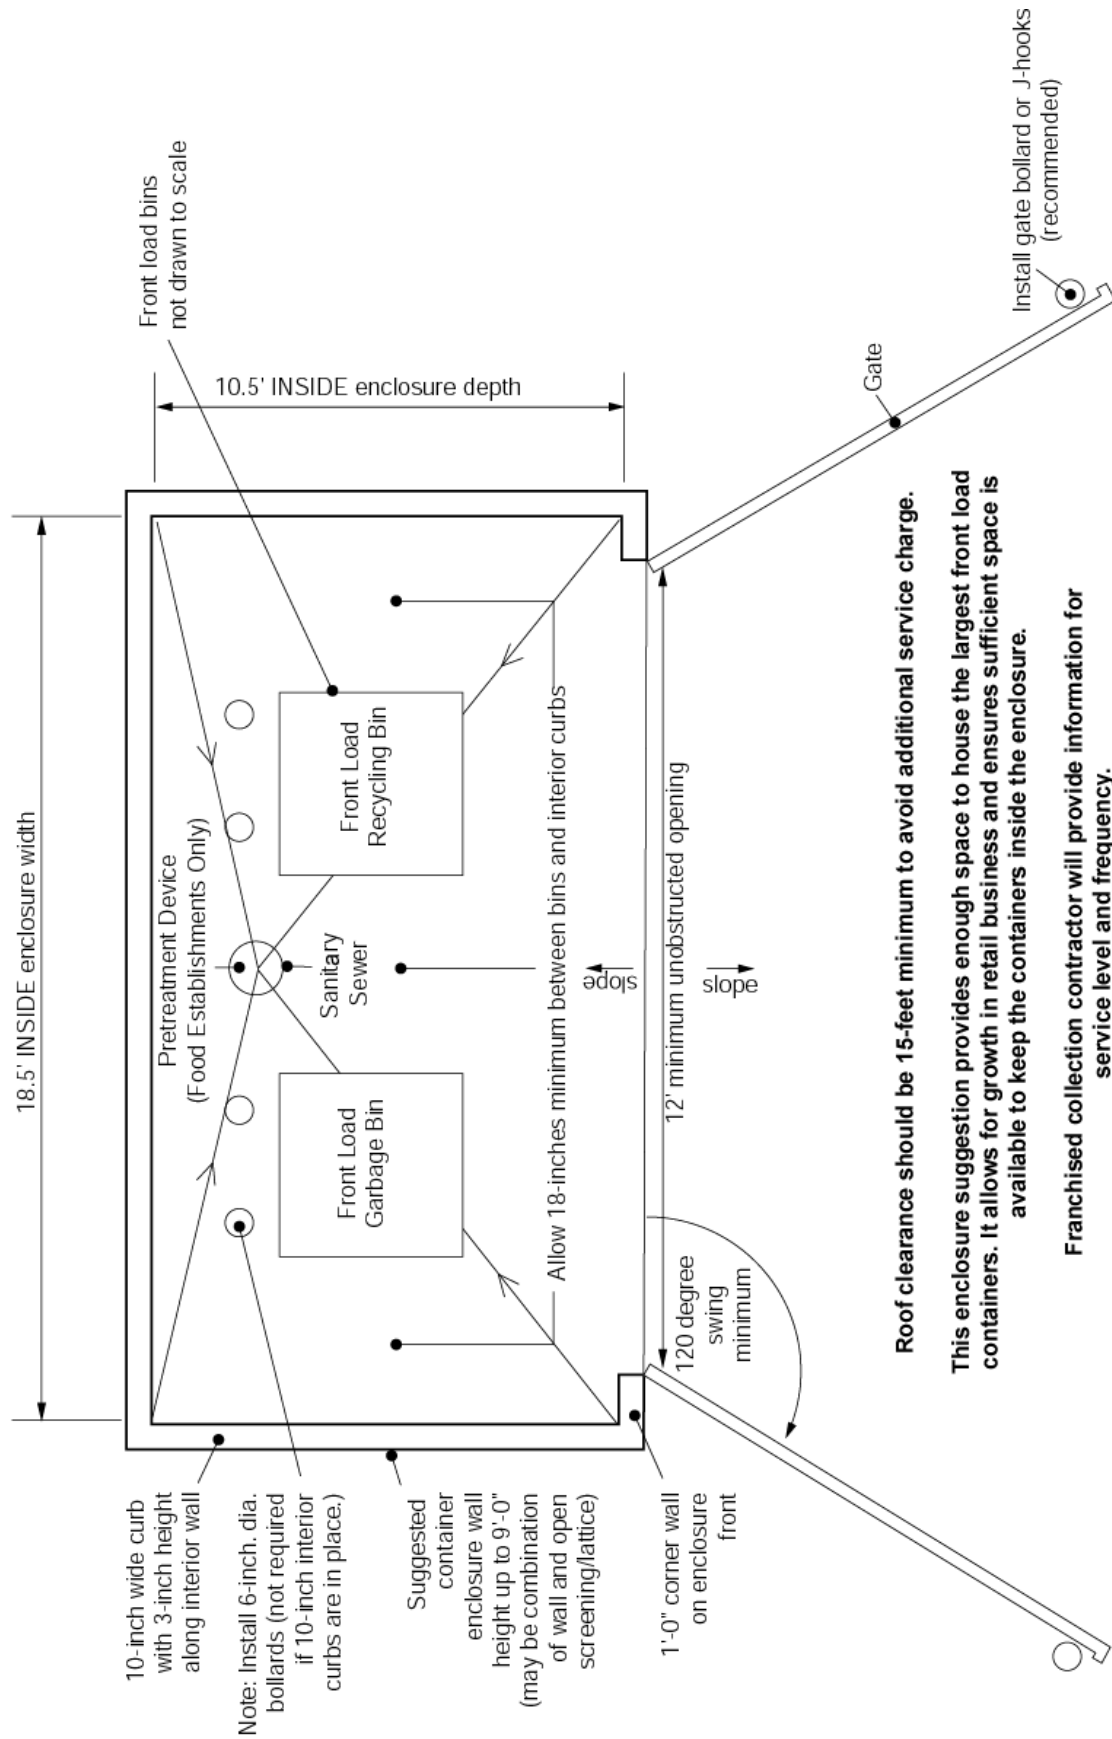 18.5' INSIDE enclosure width
10-inch wide curb
with 3-inch height
along interior wall
Note: Install 6-inch. dia.
bollards (not required
if 10-inch interior
curbs are in place.)
Suggested
container
enclosure wall
height up to 9'-0"
(may be combination
of wall and open
screening/lattice)
1'-0" corner wall
on enclosure
front
Pretreatment Device
(Food Establishments Only)
Sanitary
Sewer
Front Load
Garbage Bin
Front Load
Recycling Bin
Front load bins
not drawn to scale
10.5' INSIDE enclosure depth
Allow 18-inches minimum between bins and interior curbs
slope
slope
12' minimum unobstructed opening
120 degree
swing
minimum
Gate
Install gate bollard or J-hooks
(recommended)
Roof clearance should be 15-feet minimum to avoid additional service charge.
This enclosure suggestion provides enough space to house the largest front load
containers. It allows for growth in retail business and ensures sufficient space is
available to keep the containers inside the enclosure.
Franchised collection contractor will provide information for
service level and frequency.